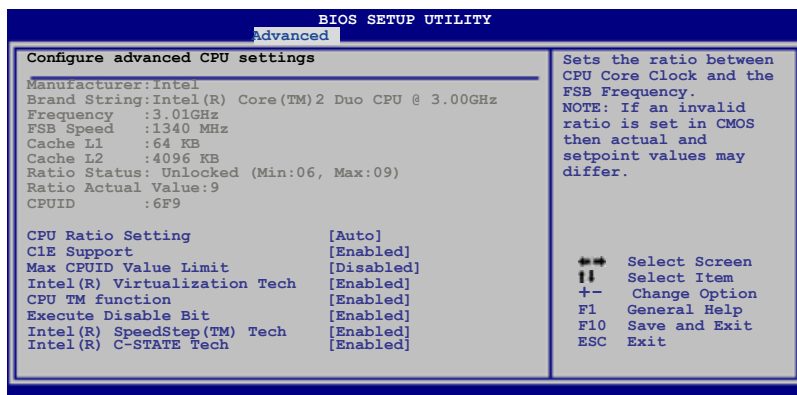 BIOS SETUP UTILITY
Advanced
Configure advanced CPU settings
Manufacturer:Intel
Brand String:Intel(R) Core(TM)2 Duo CPU @ 3.00GHz
Frequency :3.01GHz
FSB Speed :1340 MHz
Cache L1 :64 KB
Cache L2 :4096 KB
Ratio Status: Unlocked (Min:06, Max:09)
Ratio Actual Value:9
CPUID :6F9
CPU Ratio Setting [Auto]
C1E Support [Enabled]
Max CPUID Value Limit [Disabled]
Intel(R) Virtualization Tech [Enabled]
CPU TM function [Enabled]
Execute Disable Bit [Enabled]
Intel(R) SpeedStep(TM) Tech [Enabled]
Intel(R) C-STATE Tech [Enabled]
Sets the ratio between
CPU Core Clock and the
FSB Frequency.
NOTE: If an invalid
ratio is set in CMOS
then actual and
setpoint values may
differ.
←→ Select Screen
↑↓ Select Item
+- Change Option
F1 General Help
F10 Save and Exit
ESC Exit